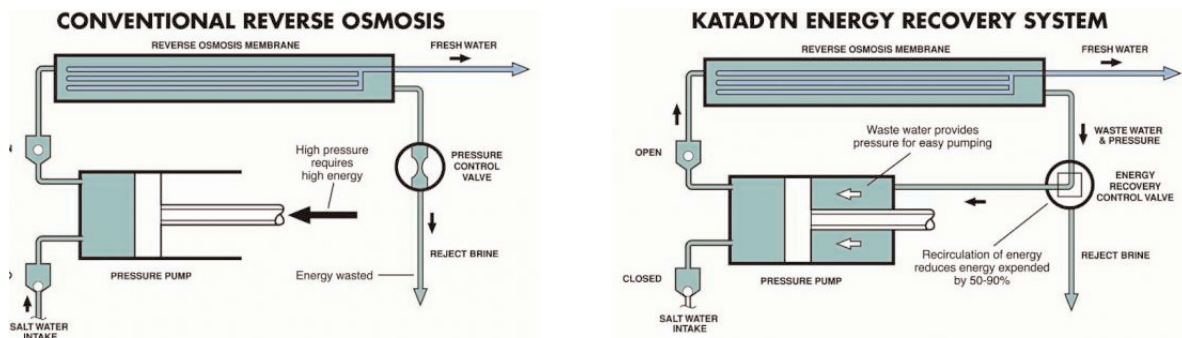 CONVENTIONAL REVERSE OSMOSIS
REVERSE OSMOSIS MEMBRANE
FRESH WATER
High pressure
requires
high energy
PRESSURE
CONTROL
VALVE
REJECT BRINE
Energy wasted
PRESSURE PUMP
SALT WATER
INTAKE
KATADYN ENERGY RECOVERY SYSTEM
REVERSE OSMOSIS MEMBRANE
FRESH WATER
Waste water provides
pressure for easy pumping
WASTE WATER
& PRESSURE
OPEN
ENERGY
RECOVERY
CONTROL VALVE
Recirculation of energy
reduces energy expended
by 50-90%
REJECT BRINE
CLOSED
PRESSURE PUMP
SALT WATER
INTAKE